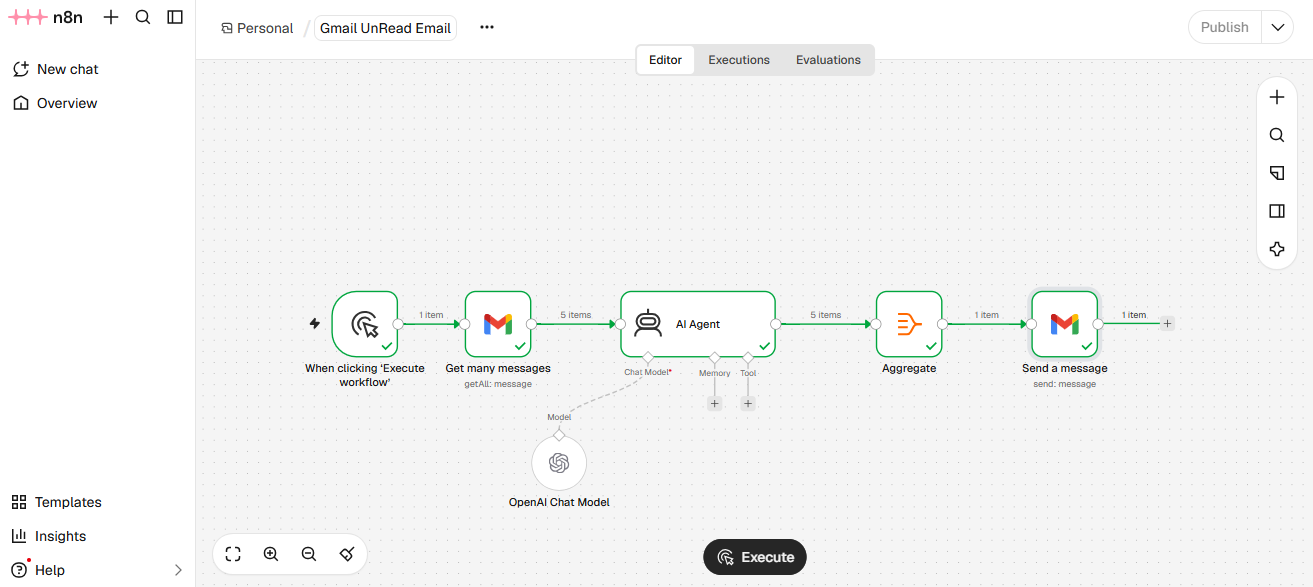 n8n
Personal / Gmail UnRead Email
Publish
Editor
Executions
Evaluations
New chat
Overview
1 item
5 items
AI Agent
5 items
1 item
1 item
When clicking ‘Execute
workflow’
Get many messages
getAll: message
Chat Model*
Memory
Tool
Aggregate
Send a message
send: message
Model
OpenAI Chat Model
Templates
Insights
Help
Execute